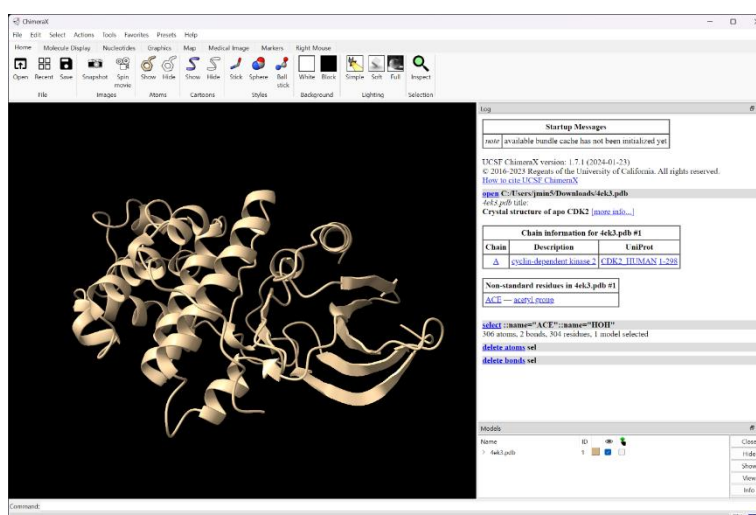 ChimeraX
File Edit Select Actions Tools Favorites Presets Help
Home Molecule Display Nucleotides Graphics Map Medical Image Markers Right Mouse
Open Recent Save Snapshot Spin movie Show Hide Show Hide Stick Sphere Ball stick White Black Simple Soft Full Inspect
File Images Atoms Cartoons Styles Background Lighting Selection
Log
Startup Messages
note available bundle cache has not been initialized yet
UCSF ChimeraX version: 1.7.1 (2024-01-23)
© 2016-2023 Regents of the University of California. All rights reserved.
How to cite UCSF ChimeraX
open C:/Users/jmin5/Downloads/4ek3.pdb
4ek3.pdb title:
Crystal structure of apo CDK2 [more info...]
Chain information for 4ek3.pdb #1
Chain Description UniProt
A cyclin-dependent kinase 2 CDK2_HUMAN 1-298
Non-standard residues in 4ek3.pdb #1
ACE — acetyl group
select ::name="ACE"::name="HOH"
306 atoms, 2 bonds, 304 residues, 1 model selected
delete atoms sel
delete bonds sel
Models
Name ID
4ek3.pdb 1
Close
Hide
Show
View
Info
Command: